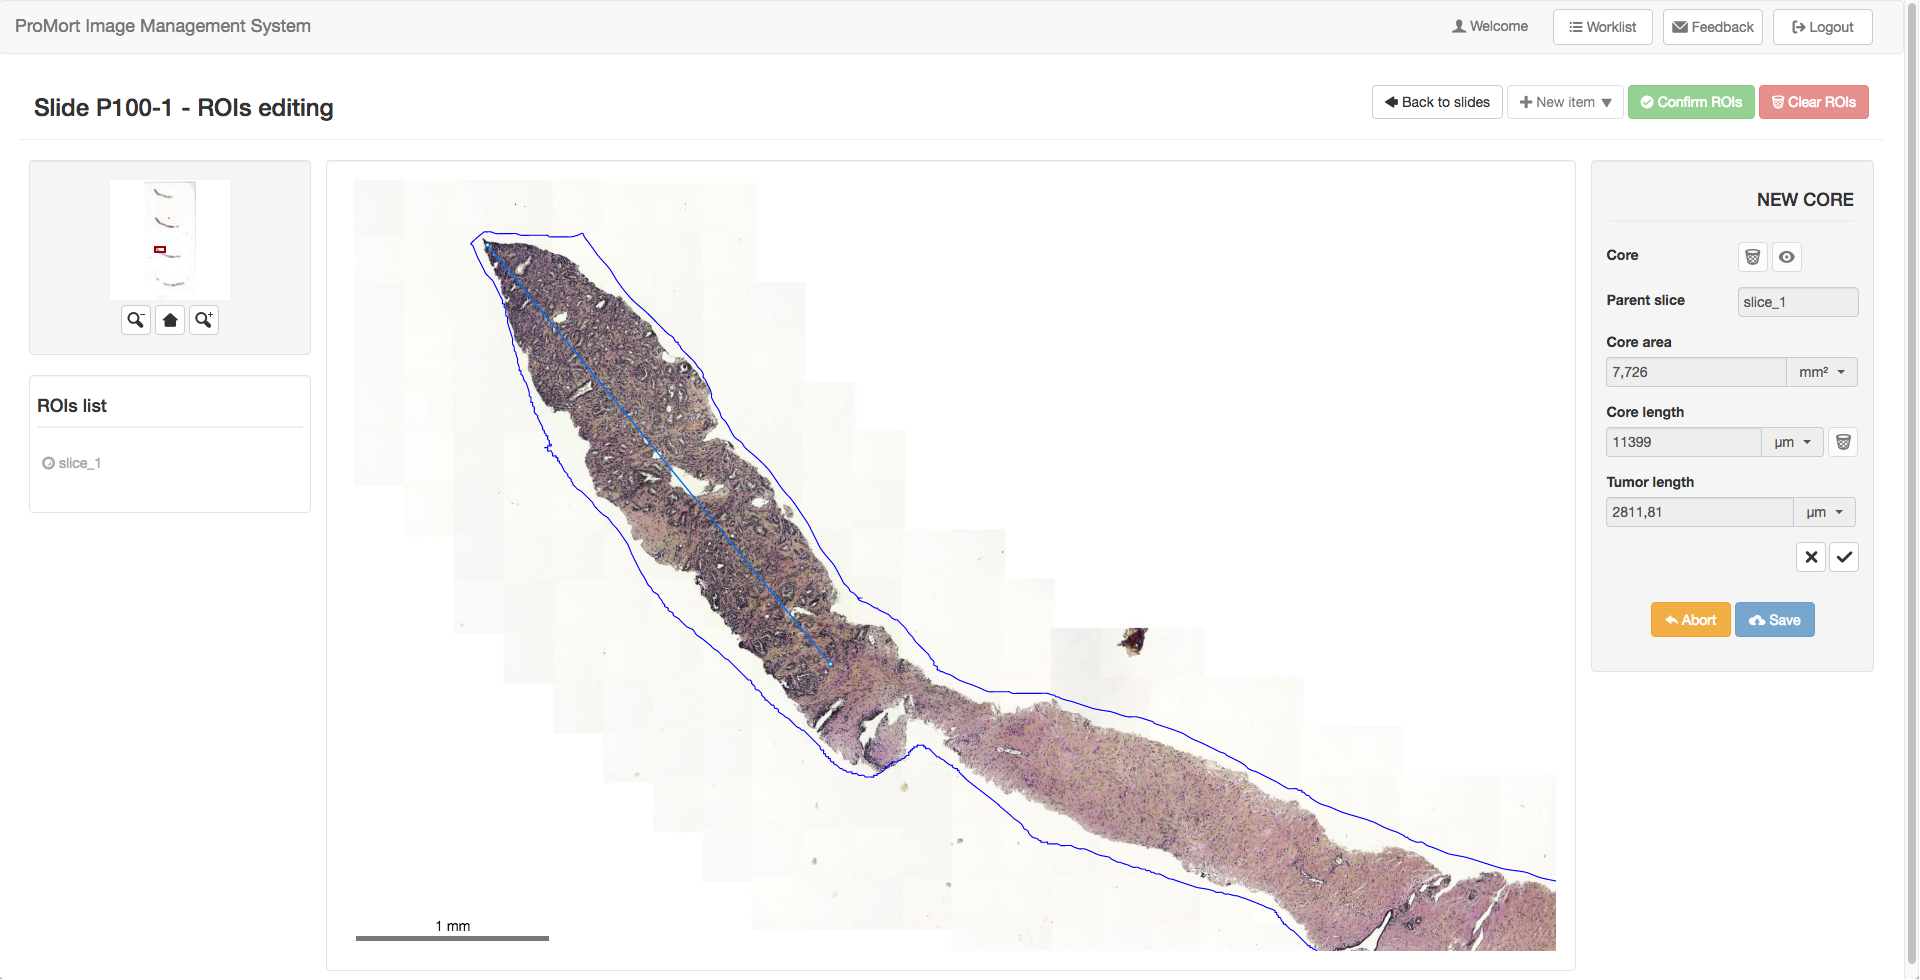 ProMort Image Management System
Welcome
Worklist
Feedback
Logout
Slide P100-1 - ROIs editing
Back to slides
New item
Confirm ROIs
Clear ROIs
ROIs list
slice_1
1 mm
NEW CORE
Core
Parent slice
slice_1
Core area
7,726
mm²
Core length
11399
µm
Tumor length
2811,81
µm
Abort
Save